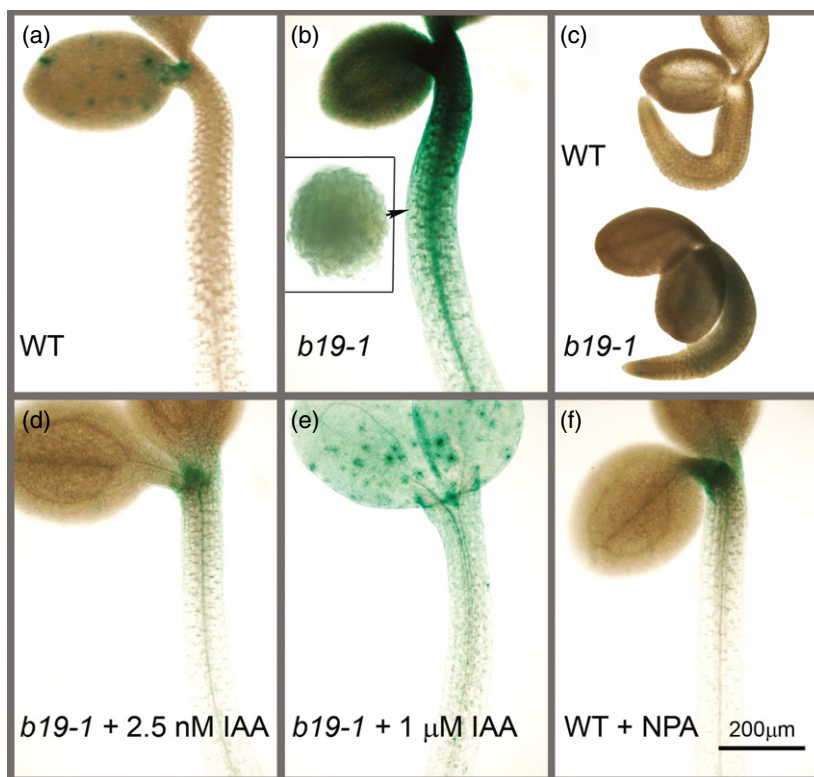 (a)
WT
(b)
b19-1
(c)
WT
b19-1
(d)
b19-1 + 2.5 nM IAA
(e)
b19-1 + 1 μM IAA
(f)
WT + NPA
200μm